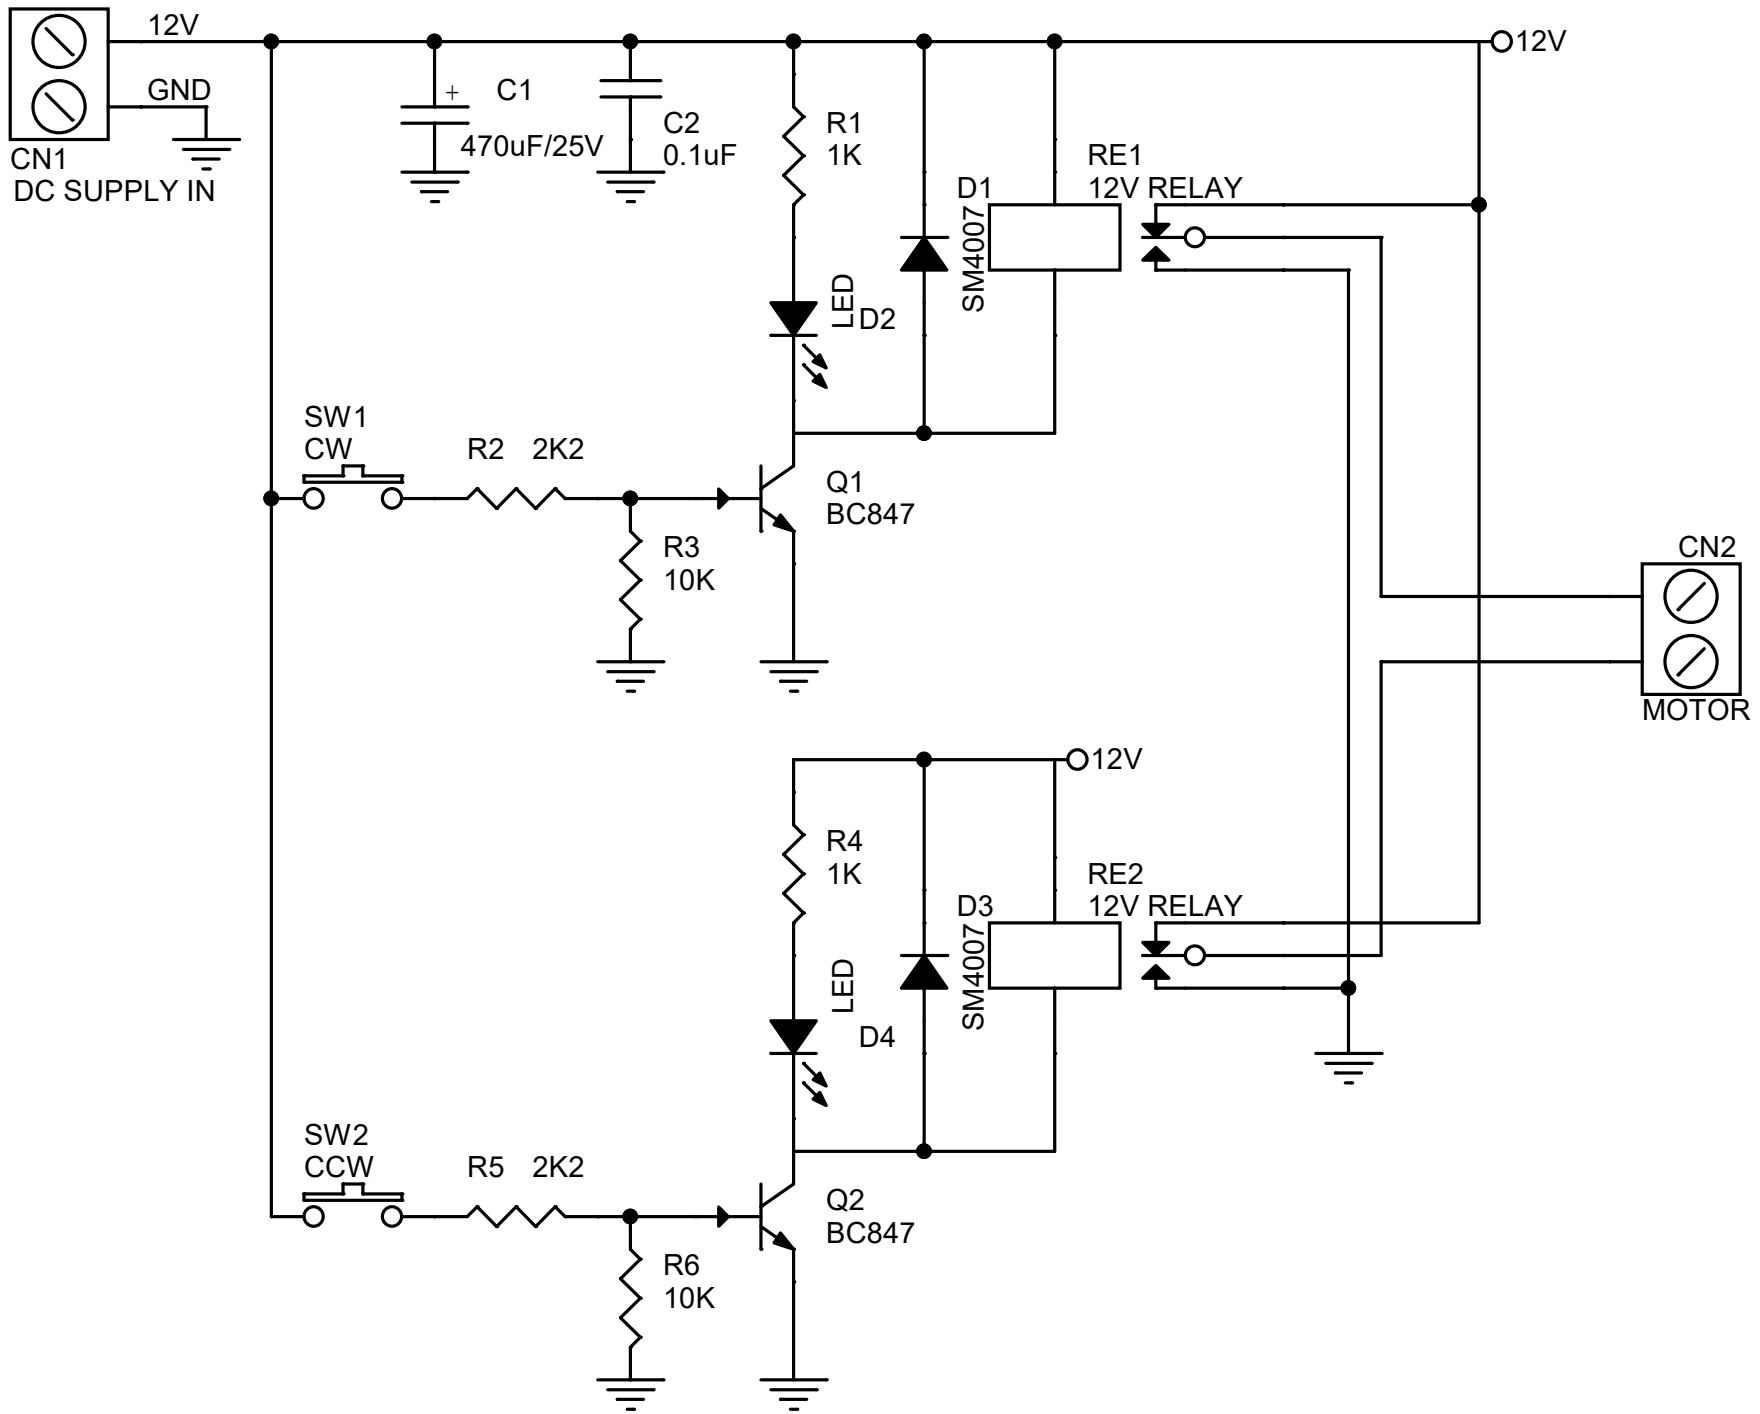 12V
GND
CN1
DC SUPPLY IN
+
C1
470uF/25V
C2
0.1uF
R1
1K
12V
RE1
12V RELAY
D1
SM4007
LED
D2
SW1
CW
R2 2K2
Q1
BC847
R3
10K
CN2
MOTOR
12V
R4
1K
RE2
12V RELAY
D3
SM4007
LED
D4
SW2
CCW
R5 2K2
Q2
BC847
R6
10K